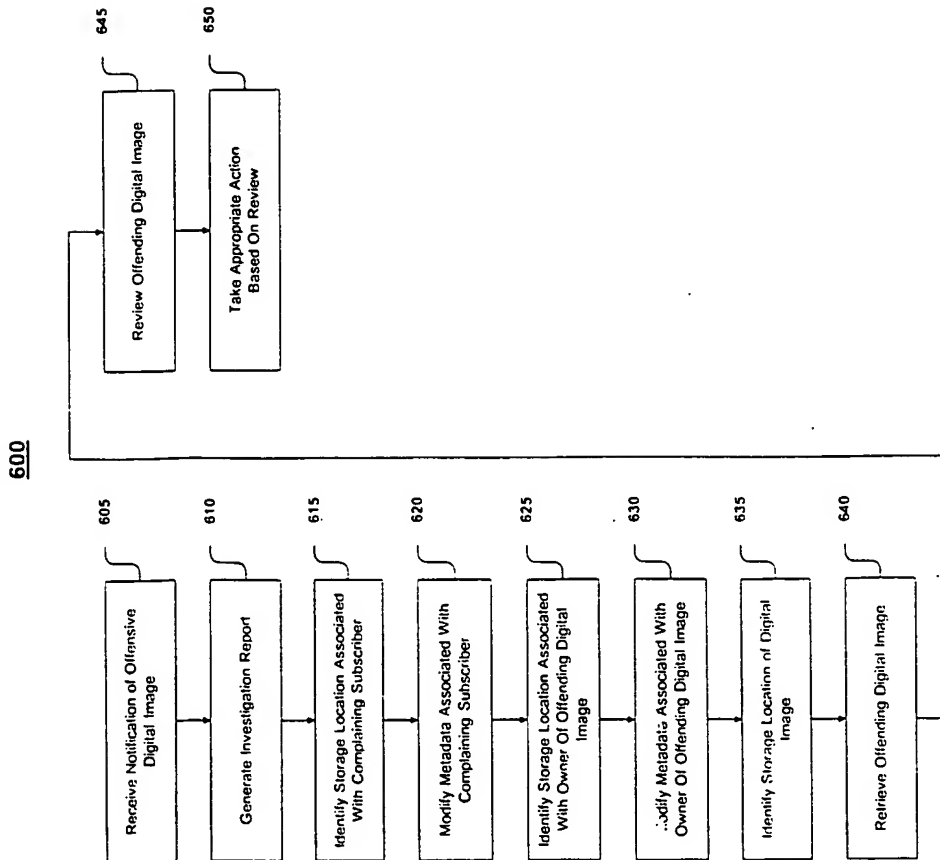 600
605
Receive Notification of Offensive
Digital Image
610
Generate Investigation Report
615
Identify Storage Location Associated
With Complaining Subscriber
620
Modify Metadata Associated With
Complaining Subscriber
625
Identify Storage Location Associated
With Owner Of Offending Digital
Image
630
Metadata Associated With
Owner Of Offending Digital Image
635
Identify Storage Location of Digital
Image
640
Retrieve Offending Digital Image
645
Review Offending Digital Image
650
Take Appropriate Action
Based On Review